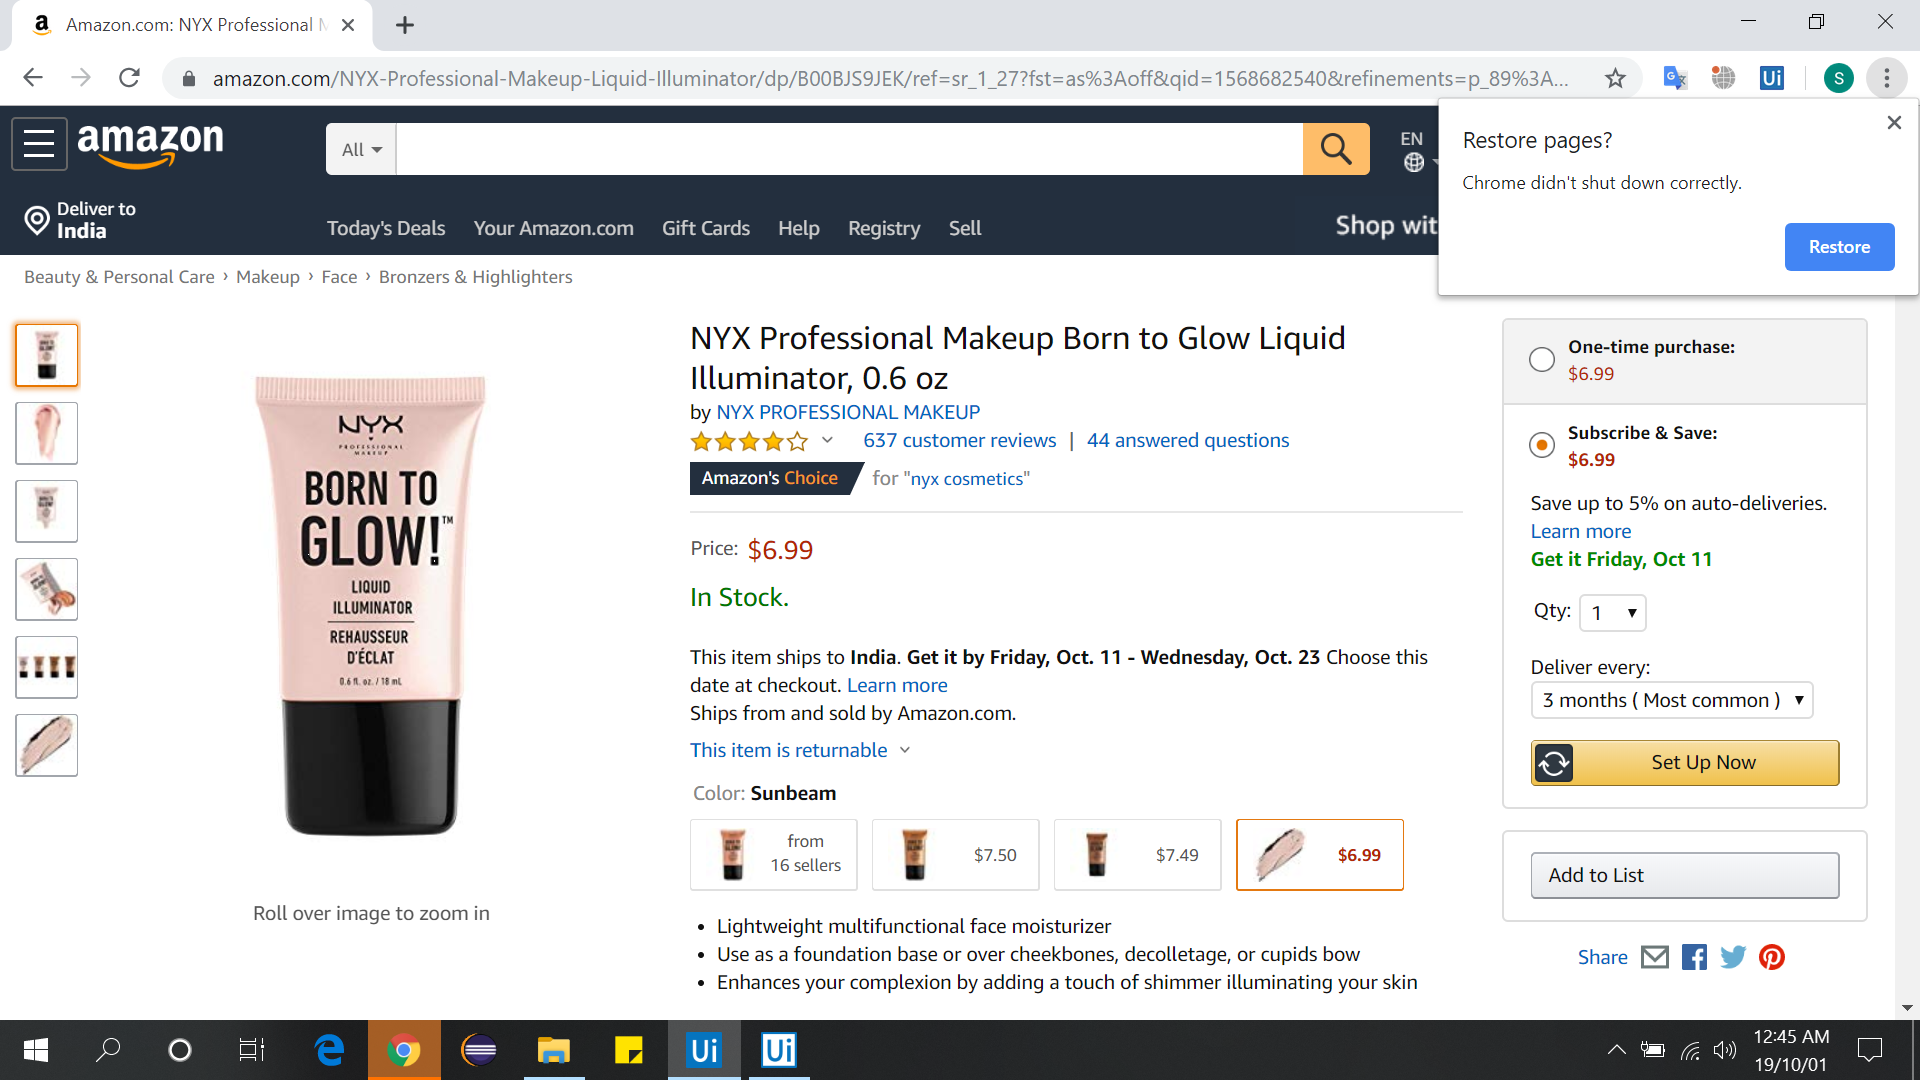 Amazon.com: NYX Professional M
amazon.com/NYX-Professional-Makeup-Liquid-Illuminator/dp/B00BJS9JEK/ref=sr_1_27?fst=as%3Aoff&qid=1568682540&refinements=p_89%3A...
Ui
S
Restore pages?
Chrome didn't shut down correctly.
Restore
amazon
All
EN
Deliver to
India
Today's Deals
Your Amazon.com
Gift Cards
Help
Registry
Sell
Shop wit
Beauty & Personal Care › Makeup › Face › Bronzers & Highlighters
NYX
PROFESSIONAL
MAKEUP
BORN TO
GLOW!™
LIQUID
ILLUMINATOR
REHAUSSEUR
D'ÉCLAT
0.6 fl. oz. / 18 mL
Roll over image to zoom in
NYX Professional Makeup Born to Glow Liquid
Illuminator, 0.6 oz
by NYX PROFESSIONAL MAKEUP
637 customer reviews | 44 answered questions
Amazon's Choice for "nyx cosmetics"
Price: $6.99
In Stock.
This item ships to India. Get it by Friday, Oct. 11 - Wednesday, Oct. 23 Choose this
date at checkout. Learn more
Ships from and sold by Amazon.com.
This item is returnable
Color: Sunbeam
from
16 sellers
$7.50
$7.49
$6.99
• Lightweight multifunctional face moisturizer
• Use as a foundation base or over cheekbones, decolletage, or cupids bow
• Enhances your complexion by adding a touch of shimmer illuminating your skin
One-time purchase:
$6.99
Subscribe & Save:
$6.99
Save up to 5% on auto-deliveries.
Learn more
Get it Friday, Oct 11
Qty: 1
Deliver every:
3 months ( Most common )
Set Up Now
Add to List
Share
Ui
Ui
12:45 AM
19/10/01